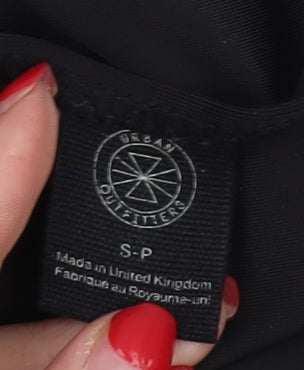 URBAN
OUTFITTERS
S-P
Made in United Kingdom
Fabriqué au Royaume-uni